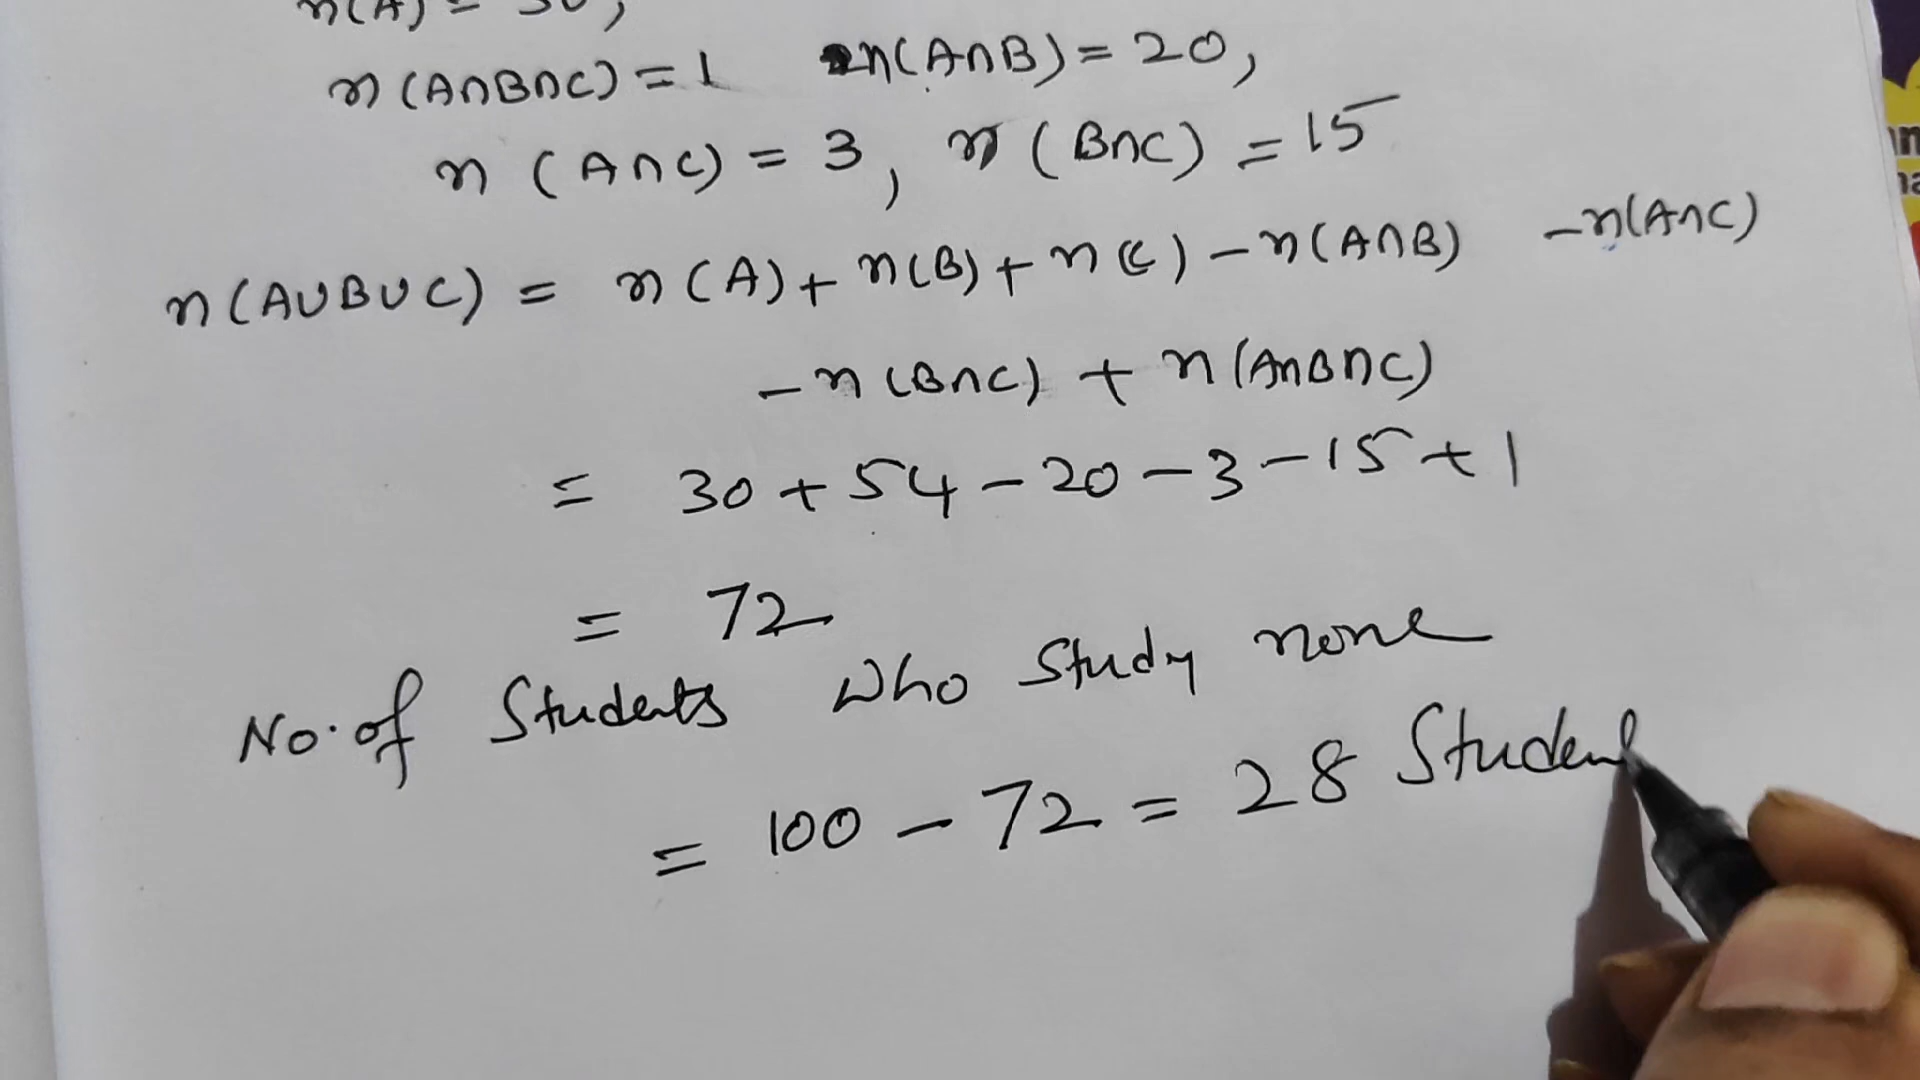 n(A) = 30,
n(A∩B∩C) = 1 n(A∩B) = 20,
n (A∩C) = 3, n (B∩C) = 15
n(A∪B∪C) = n(A) + n(B) + n(C) - n(A∩B) - n(A∩C)
- n(B∩C) + n(A∩B∩C)
= 30 + 54 - 20 - 3 - 15 + 1
= 72
No. of Students who study none
= 100 - 72 = 28 Student